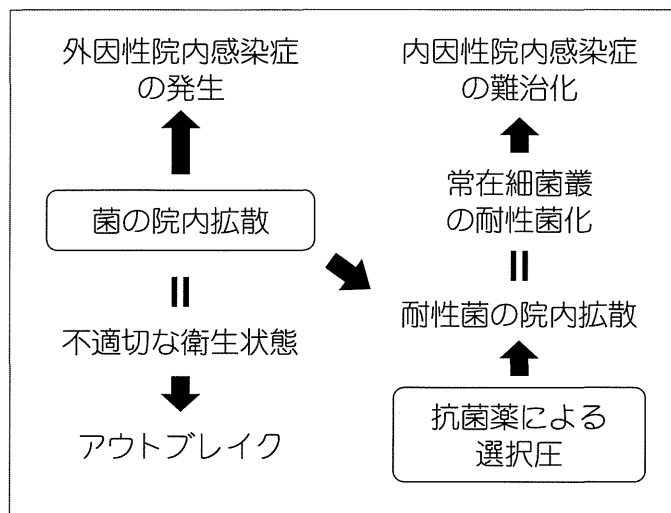 外因性院内感染症
の発生
菌の院内拡散
||
不適切な衛生状態
アウトブレイク
内因性院内感染症
の難治化
常在細菌叢
の耐性菌化
||
耐性菌の院内拡散
抗菌薬による
選択圧